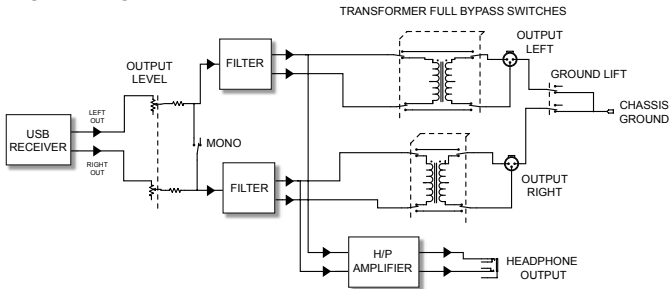 TRANSFORMER FULL BYPASS SWITCHES
OUTPUT
LEFT
GROUND LIFT
CHASSIS
GROUND
OUTPUT
LEVEL
FILTER
LEFT
OUT
USB
RECEIVER
RIGHT
OUT
MONO
FILTER
OUTPUT
RIGHT
H/P
AMPLIFIER
HEADPHONE
OUTPUT